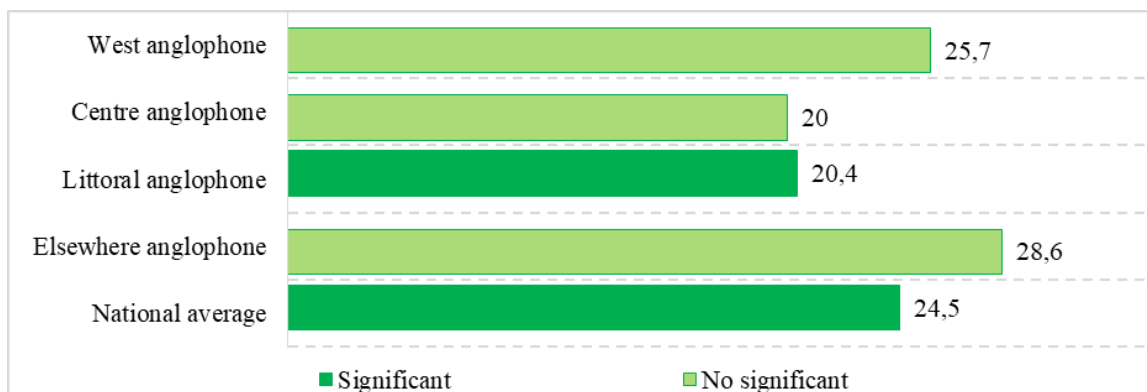 West anglophone 25,7
Centre anglophone 20
Littoral anglophone 20,4
Elsewhere anglophone 28,6
National average 24,5
Significant No significant